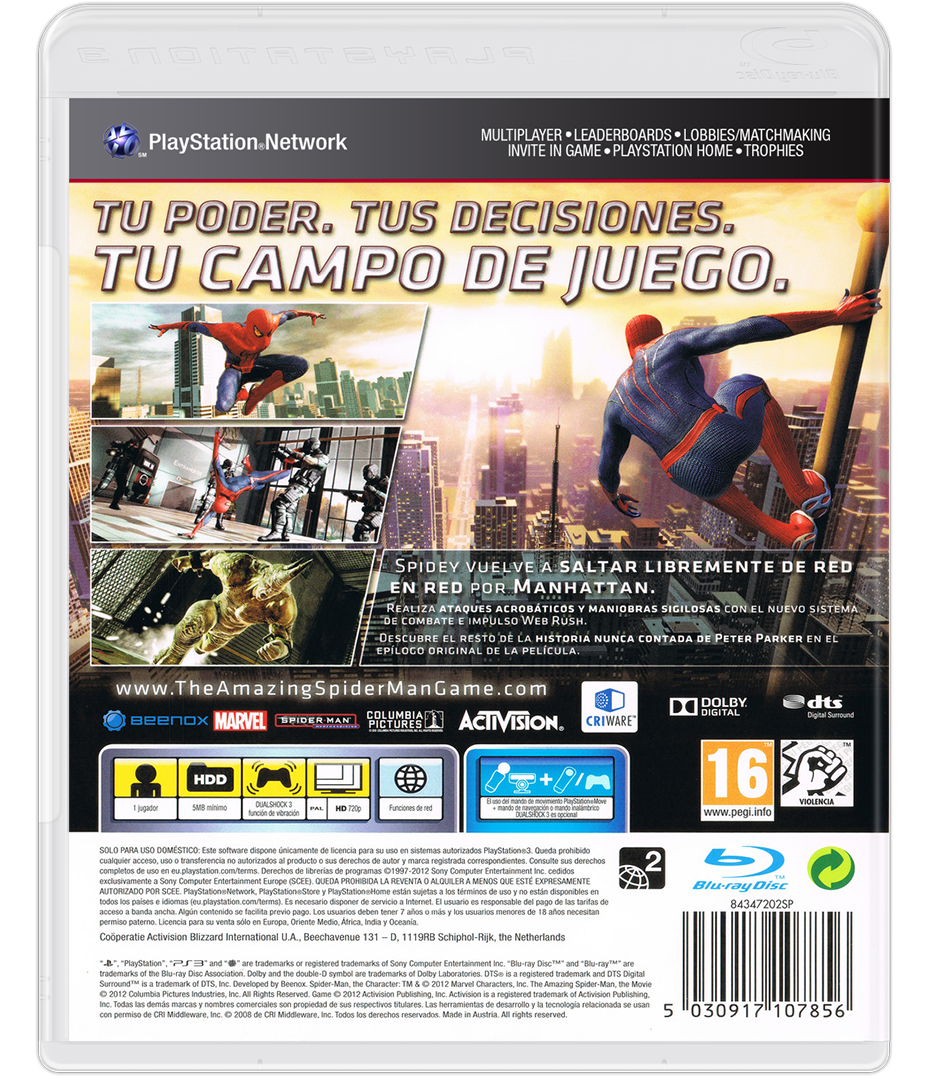 PLAYSTATION 3
Blu-ray Disc
PlayStation®Network
SM
MULTIPLAYER • LEADERBOARDS • LOBBIES/MATCHMAKING
INVITE IN GAME • PLAYSTATION HOME • TROPHIES
TU PODER. TUS DECISIONES.
TU CAMPO DE JUEGO.
SPIDEY VUELVE A SALTAR LIBREMENTE DE RED
EN RED POR MANHATTAN.
REALIZA ATAQUES ACROBÁTICOS Y MANIOBRAS SIGILOSAS CON EL NUEVO SISTEMA
DE COMBATE E IMPULSO WEB RUSH.
DESCUBRE EL RESTO DE LA HISTORIA NUNCA CONTADA DE PETER PARKER EN EL
EPÍLOGO ORIGINAL DE LA PELÍCULA.
www.TheAmazingSpiderManGame.com
BEENOX MARVEL SPIDER-MAN COLUMBIA PICTURES ACTIVISION. CRIWARE™ DOLBY DIGITAL dts Digital Surround
1 jugador
HDD
5MB mínimo
DUALSHOCK 3
función de vibración
PAL HD 720p
Funciones de red
El uso del mando de movimiento PlayStation®Move
+ mando de navegación o mando inalámbrico
DUALSHOCK 3 es opcional
16
www.pegi.info
VIOLENCIA
SOLO PARA USO DOMÉSTICO: Este software dispone únicamente de licencia para su uso en sistemas autorizados PlayStation®3. Queda prohibido
cualquier acceso, uso o transferencia no autorizados al producto o sus derechos de autor y marca registrada correspondientes. Consulte sus derechos
completos de uso en eu.playstation.com/terms. Derechos de librerías de programas ©1997-2012 Sony Computer Entertainment Inc. cedidos
exclusivamente a Sony Computer Entertainment Europe (SCEE). QUEDA PROHIBIDA LA REVENTA O ALQUILER A MENOS QUE ESTÉ EXPRESAMENTE
AUTORIZADO POR SCEE. PlayStation®Network, PlayStation®Store y PlayStation®Home están sujetas a los términos de uso y no están disponibles en
todos los países e idiomas (eu.playstation.com/terms). Es necesario disponer de servicio a Internet. El usuario es responsable del pago de las tarifas de
acceso a banda ancha. Algún contenido se facilita previo pago. Los usuarios deben tener 7 años o más y los usuarios menores de 18 años necesitan
permiso paterno. Licencia para su venta sólo en Europa, Oriente Medio, África, India y Oceanía.
Coöperatie Activision Blizzard International U.A., Beechavenue 131 – D, 1119RB Schiphol-Rijk, the Netherlands
2
Blu-ray Disc™
84347202SP
"", "PlayStation", "PS3" and "" are trademarks or registered trademarks of Sony Computer Entertainment Inc. "Blu-ray Disc™" and "Blu-ray™" are
trademarks of the Blu-ray Disc Association. Dolby and the double-D symbol are trademarks of Dolby Laboratories. DTS® is a registered trademark and DTS Digital
Surround™ is a trademark of DTS, Inc. Developed by Beenox. Spider-Man, the Character: TM & © 2012 Marvel Characters, Inc. The Amazing Spider-Man, the Movie
© 2012 Columbia Pictures Industries, Inc. All Rights Reserved. Game © 2012 Activision Publishing, Inc. Activision is a registered trademark of Activision Publishing,
Inc. Todas las demás marcas y nombres comerciales son propiedad de sus respectivos titulares. Las herramientas de desarrollo y la tecnología relacionada se usan
con permiso de CRI Middleware, Inc. © 2008 de CRI Middleware, Inc. Todos los derechos reservados. Made in Austria. All rights reserved.
5 030917 107856